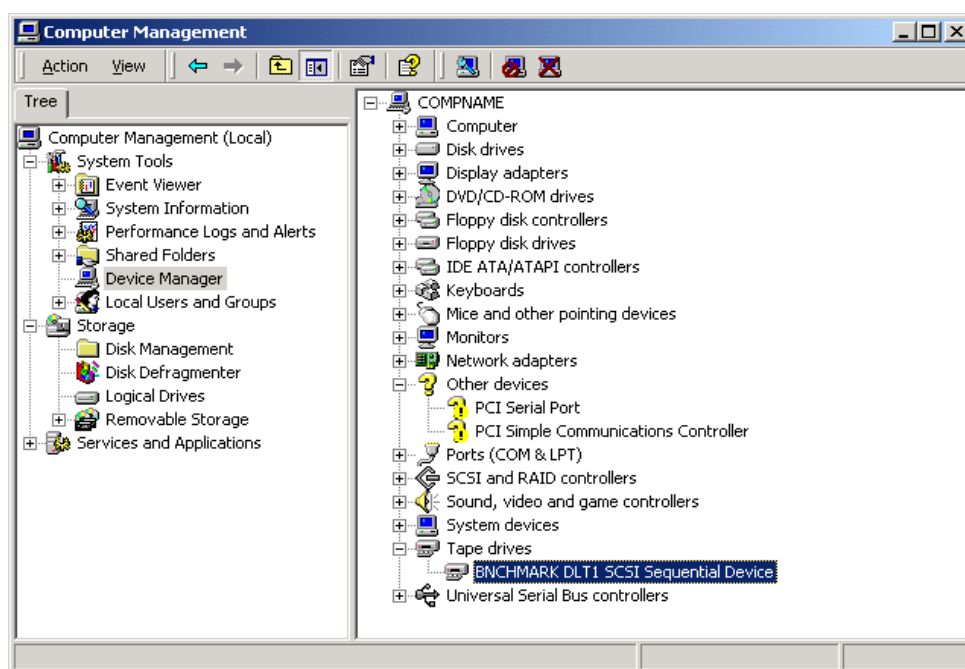 Computer Management
Action View
Tree
Computer Management (Local)
System Tools
Event Viewer
System Information
Performance Logs and Alerts
Shared Folders
Device Manager
Local Users and Groups
Storage
Disk Management
Disk Defragmenter
Logical Drives
Removable Storage
Services and Applications
COMPNAME
Computer
Disk drives
Display adapters
DVD/CD-ROM drives
Floppy disk controllers
Floppy disk drives
IDE ATA/ATAPI controllers
Keyboards
Mice and other pointing devices
Monitors
Network adapters
Other devices
PCI Serial Port
PCI Simple Communications Controller
Ports (COM & LPT)
SCSI and RAID controllers
Sound, video and game controllers
System devices
Tape drives
BNCHMARK DLT1 SCSI Sequential Device
Universal Serial Bus controllers